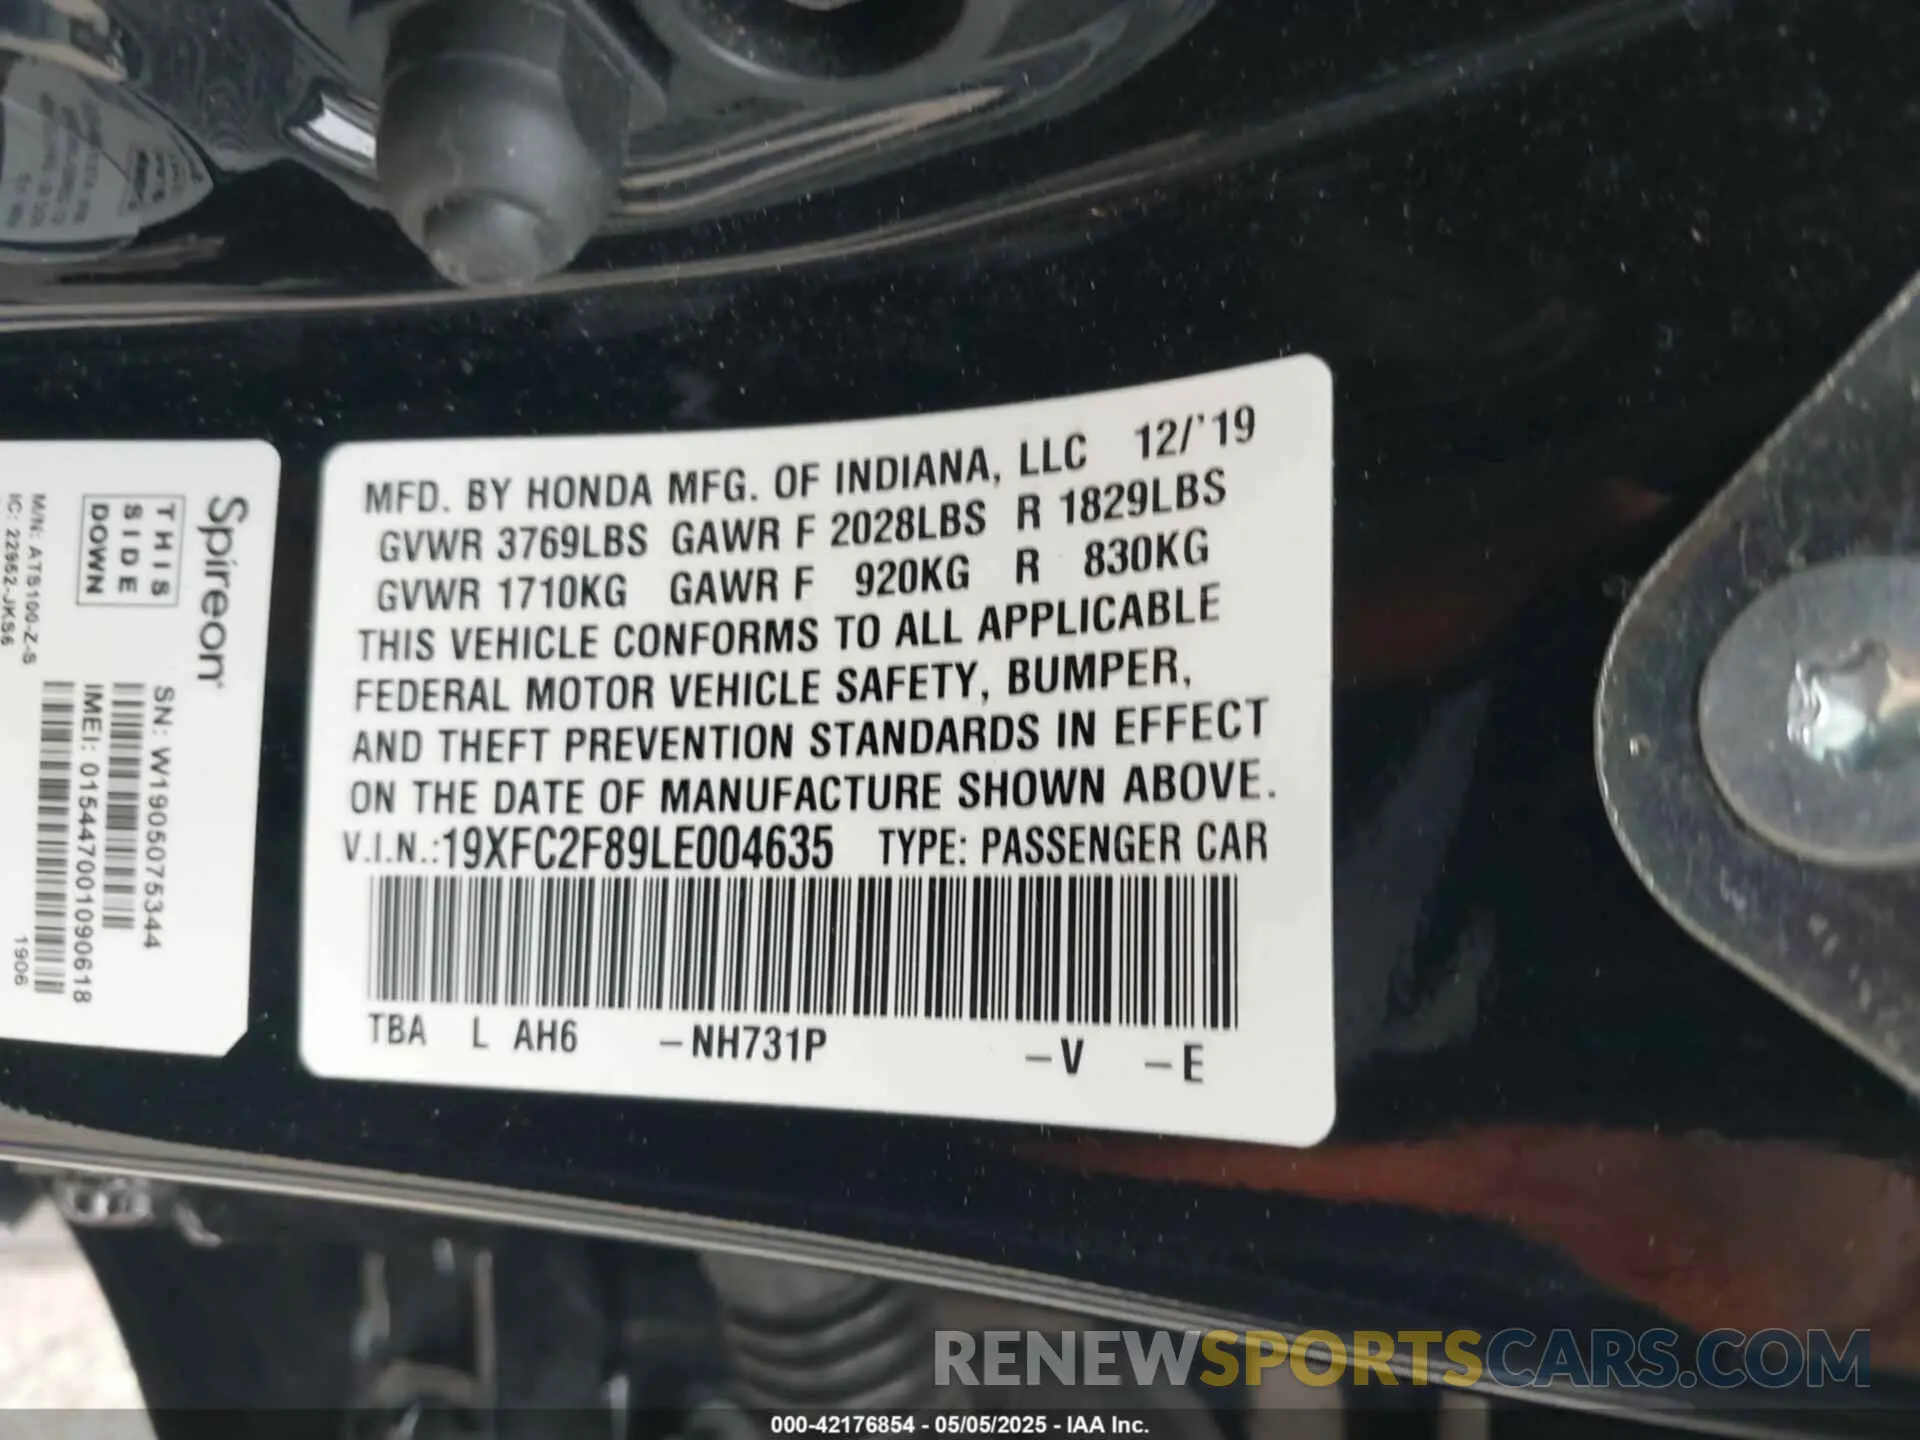 MFD. BY HONDA MFG. OF INDIANA, LLC 12/'19
GVWR 3769LBS GAWR F 2028LBS R 1829LBS
GVWR 1710KG GAWR F 920KG R 830KG
THIS VEHICLE CONFORMS TO ALL APPLICABLE
FEDERAL MOTOR VEHICLE SAFETY, BUMPER,
AND THEFT PREVENTION STANDARDS IN EFFECT
ON THE DATE OF MANUFACTURE SHOWN ABOVE.
V.I.N.:19XFC2F89LE004635 TYPE: PASSENGER CAR
TBA L AH6 –NH731P –V –E
Spireon
THIS
SIDE
DOWN
M/N: ATS100-Z-S
IC: 22952-JKS6
SN: W1905075344
IMEI: 015447001090618
1906
RENEWSPORTSCARS.COM
000-42176854 - 05/05/2025 - IAA Inc.